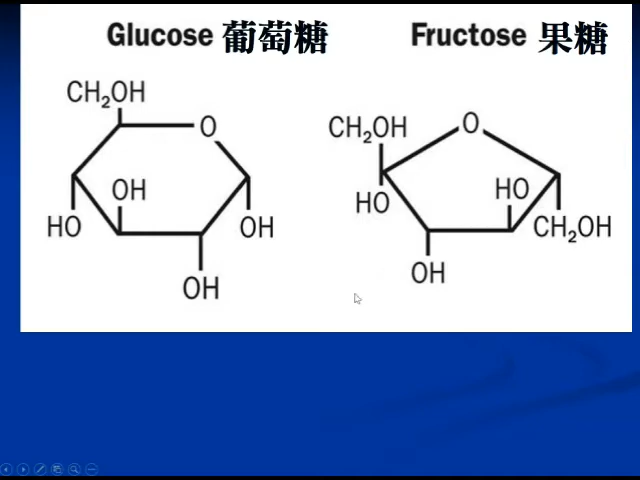 Glucose 葡萄糖
Fructose 果糖
CH₂OH
O
OH
HO
OH
OH
CH₂OH
O
HO
HO
CH₂OH
OH